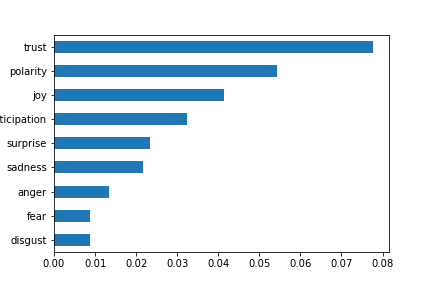 trust
polarity
joy
ticipation
surprise
sadness
anger
fear
disgust
0.00 0.01 0.02 0.03 0.04 0.05 0.06 0.07 0.08